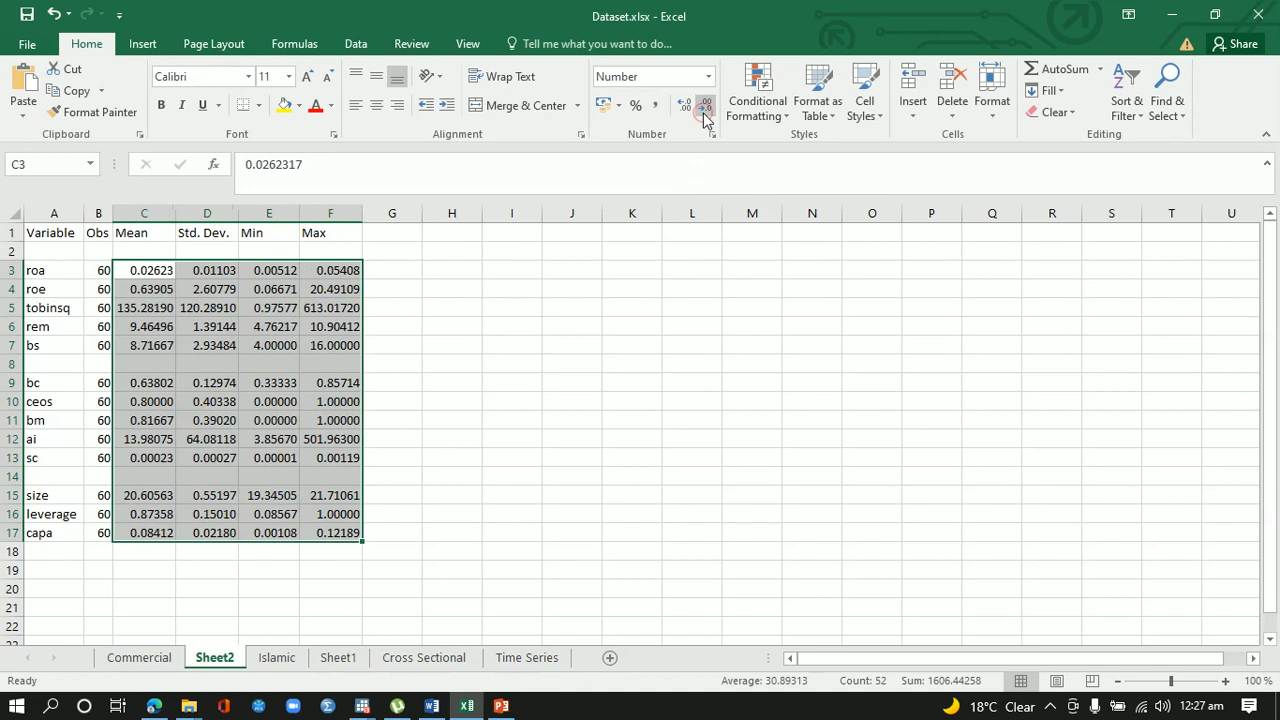 Dataset.xlsx - Excel
File Home Insert Page Layout Formulas Data Review View Tell me what you want to do... Share
Paste Cut Copy Format Painter Clipboard
Calibri 11 B I U A Font
Wrap Text Merge & Center Alignment
Number % , Number
Conditional Formatting Format as Table Cell Styles Styles
Insert Delete Format Cells
AutoSum Fill Clear Sort & Filter Find & Select Editing
C3 fx 0.0262317
A B C D E F G H I J K L M N O P Q R S T U
1 Variable Obs Mean Std. Dev. Min Max
2
3 roa 60 0.02623 0.01103 0.00512 0.05408
4 roe 60 0.63905 2.60779 0.06671 20.49109
5 tobinsq 60 135.28190 120.28910 0.97577 613.01720
6 rem 60 9.46496 1.39144 4.76217 10.90412
7 bs 60 8.71667 2.93484 4.00000 16.00000
8
9 bc 60 0.63802 0.12974 0.33333 0.85714
10 ceos 60 0.80000 0.40338 0.00000 1.00000
11 bm 60 0.81667 0.39020 0.00000 1.00000
12 ai 60 13.98075 64.08118 3.85670 501.96300
13 sc 60 0.00023 0.00027 0.00001 0.00119
14
15 size 60 20.60563 0.55197 19.34505 21.71061
16 leverage 60 0.87358 0.15010 0.08567 1.00000
17 capa 60 0.08412 0.02180 0.00108 0.12189
18
19
20
21
22
23
Commercial Sheet2 Islamic Sheet1 Cross Sectional Time Series
Ready Average: 30.89313 Count: 52 Sum: 1606.44258 100 %
18°C Clear 12:27 am